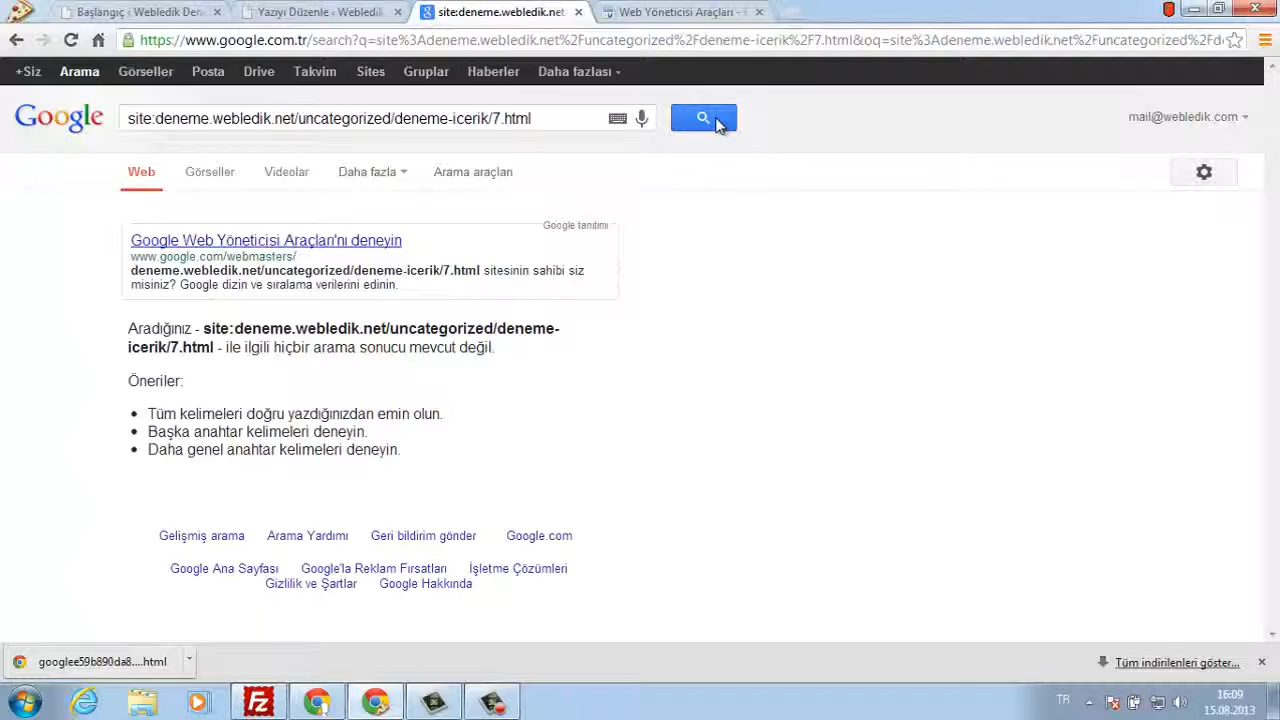 Başlangıç ‹ Webledik Den
Yazıyı Düzenle ‹ Webledik
site:deneme.webledik.net
Web Yöneticisi Araçları -
https://www.google.com.tr/search?q=site%3Adeneme.webledik.net%2Funcategorized%2Fdeneme-icerik%2F7.html&oq=site%3Adeneme.webledik.net%2Funcategorized%2Fd
+Siz Arama Görseller Posta Drive Takvim Sites Gruplar Haberler Daha fazlası
Google site:deneme.webledik.net/uncategorized/deneme-icerik/7.html mail@webledik.com
Web Görseller Videolar Daha fazla Arama araçları
Google tanıtımı
Google Web Yöneticisi Araçları'nı deneyin
www.google.com/webmasters/
deneme.webledik.net/uncategorized/deneme-icerik/7.html sitesinin sahibi siz
misiniz? Google dizin ve sıralama verilerini edinin.
Aradığınız - site:deneme.webledik.net/uncategorized/deneme-
icerik/7.html - ile ilgili hiçbir arama sonucu mevcut değil.
Öneriler:
• Tüm kelimeleri doğru yazdığınızdan emin olun.
• Başka anahtar kelimeleri deneyin.
• Daha genel anahtar kelimeleri deneyin.
Gelişmiş arama Arama Yardımı Geri bildirim gönder Google.com
Google Ana Sayfası Google'la Reklam Fırsatları İşletme Çözümleri
Gizlilik ve Şartlar Google Hakkında
googlee59b890da8....html Tüm indirilenleri göster...
TR 16:09
15.08.2013